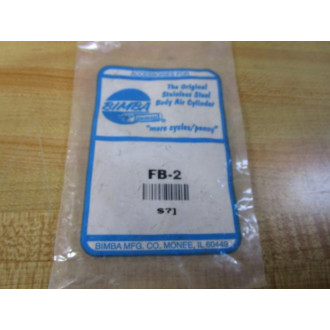 ACCESSORIES FOR
The Original
Stainless Steel
Body Air Cylinder
BIMBA
"more cycles/penny"
FB-2
S7]
BIMBA MFG. CO. MONEE, IL 60449